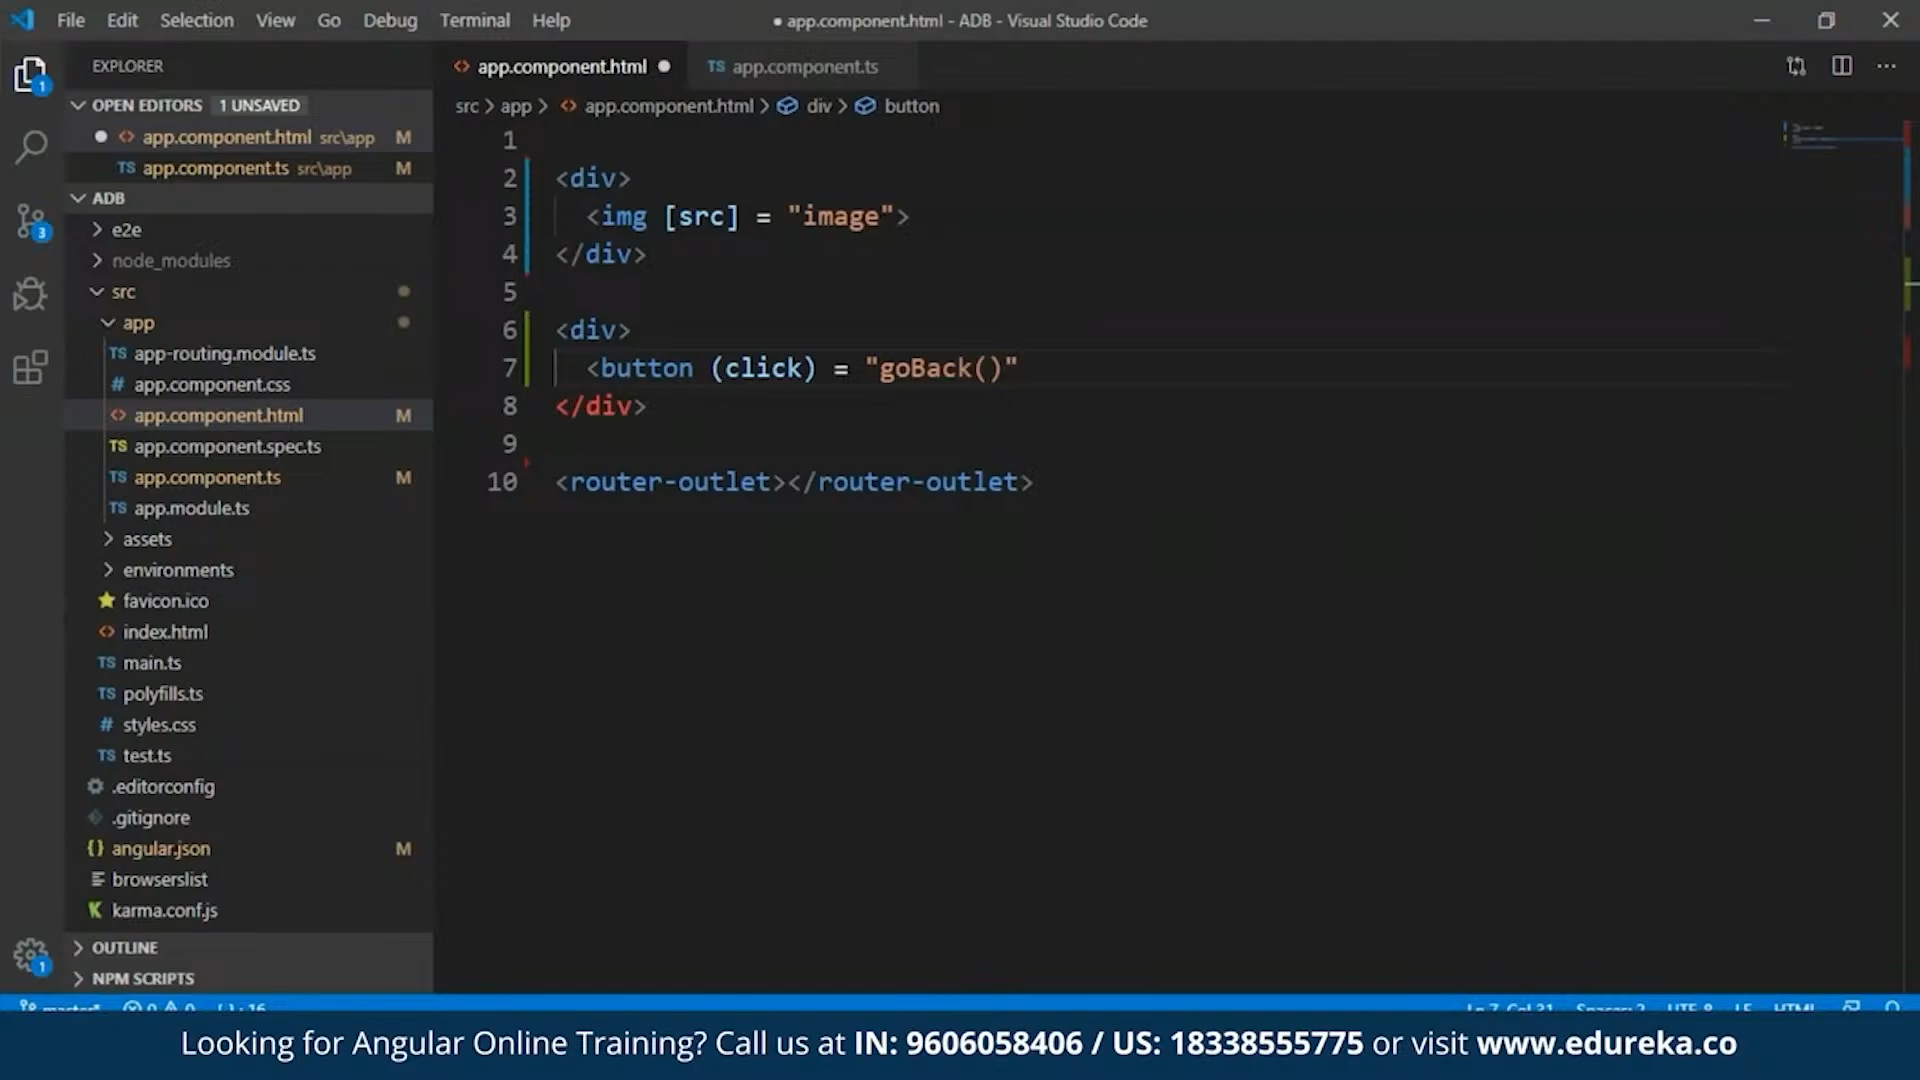 File Edit Selection View Go Debug Terminal Help
● app.component.html - ADB - Visual Studio Code
EXPLORER
OPEN EDITORS 1 UNSAVED
app.component.html src\app M
TS app.component.ts src\app M
ADB
e2e
node_modules
src
app
TS app-routing.module.ts
# app.component.css
<> app.component.html M
TS app.component.spec.ts
TS app.component.ts M
TS app.module.ts
assets
environments
favicon.ico
<> index.html
TS main.ts
TS polyfills.ts
# styles.css
TS test.ts
.editorconfig
.gitignore
{} angular.json M
browserslist
K karma.conf.js
OUTLINE
NPM SCRIPTS
1
3
1
<> app.component.html ●
TS app.component.ts
src > app > <> app.component.html > div > button
1
2 <div>
3 <img [src] = "image">
4 </div>
5
6 <div>
7 <button (click) = "goBack()"
8 </div>
9
10 <router-outlet></router-outlet>
Looking for Angular Online Training? Call us at IN: 9606058406 / US: 18338555775 or visit www.edureka.co